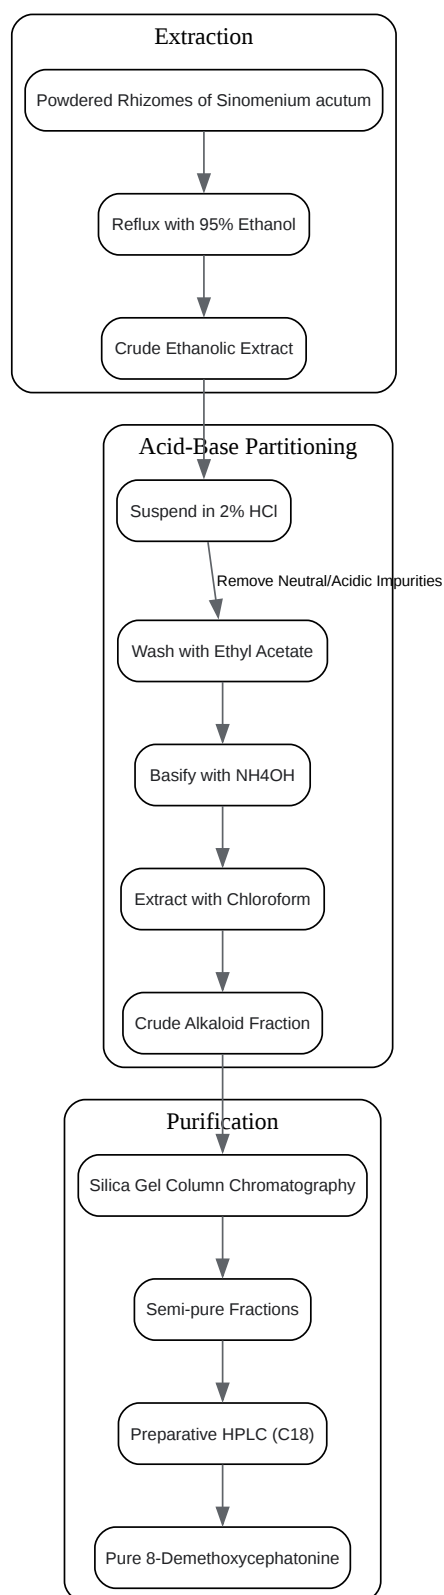 Extraction
Powdered Rhizomes of Sinomenium acutum
Reflux with 95% Ethanol
Crude Ethanolic Extract
Acid-Base Partitioning
Suspend in 2% HCl
Remove Neutral/Acidic Impurities
Wash with Ethyl Acetate
Basify with NH4OH
Extract with Chloroform
Crude Alkaloid Fraction
Purification
Silica Gel Column Chromatography
Semi-pure Fractions
Preparative HPLC (C18)
Pure 8-Demethoxycephatonine